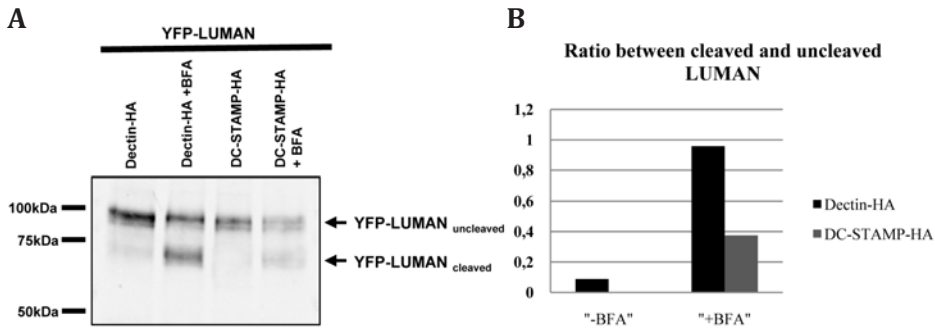 A
YFP-LUMAN
Dectin-HA
Dectin-HA +BFA
DC-STAMP-HA
DC-STAMP-HA
+ BFA
100kDa
75kDa
50kDa
YFP-LUMAN uncleaved
YFP-LUMAN cleaved
B
Ratio between cleaved and uncleaved
LUMAN
1,2
1
0,8
0,6
0,4
0,2
0
"-BFA"
"+BFA"
Dectin-HA
DC-STAMP-HA